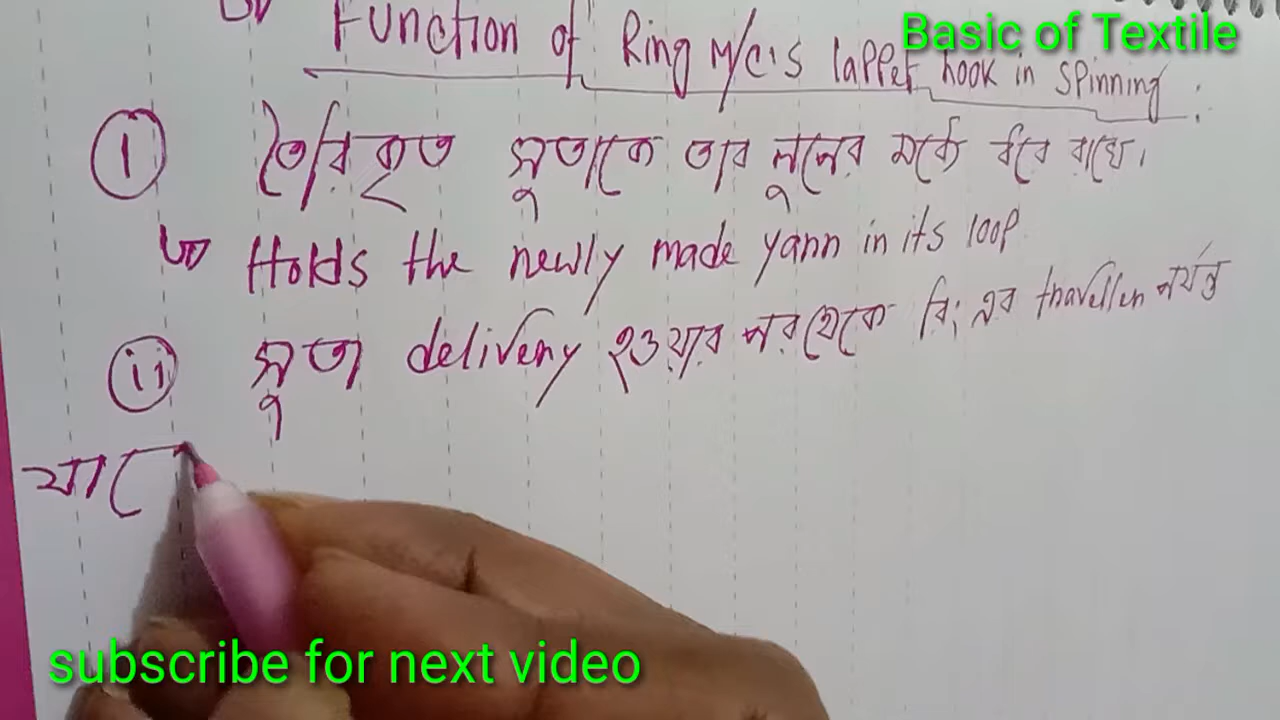 Basic of Textile
Function of Ring M/C's lappet hook in spinning :
① তৈরিকৃত সুতাকে তার লুপের মধ্যে ধরে রাখে।
Holds the newly made yarn in its loop
ⅱ সুতা delivery হওয়ার পর থেকে রিং এর traveller পর্যন্ত
subscribe for next video